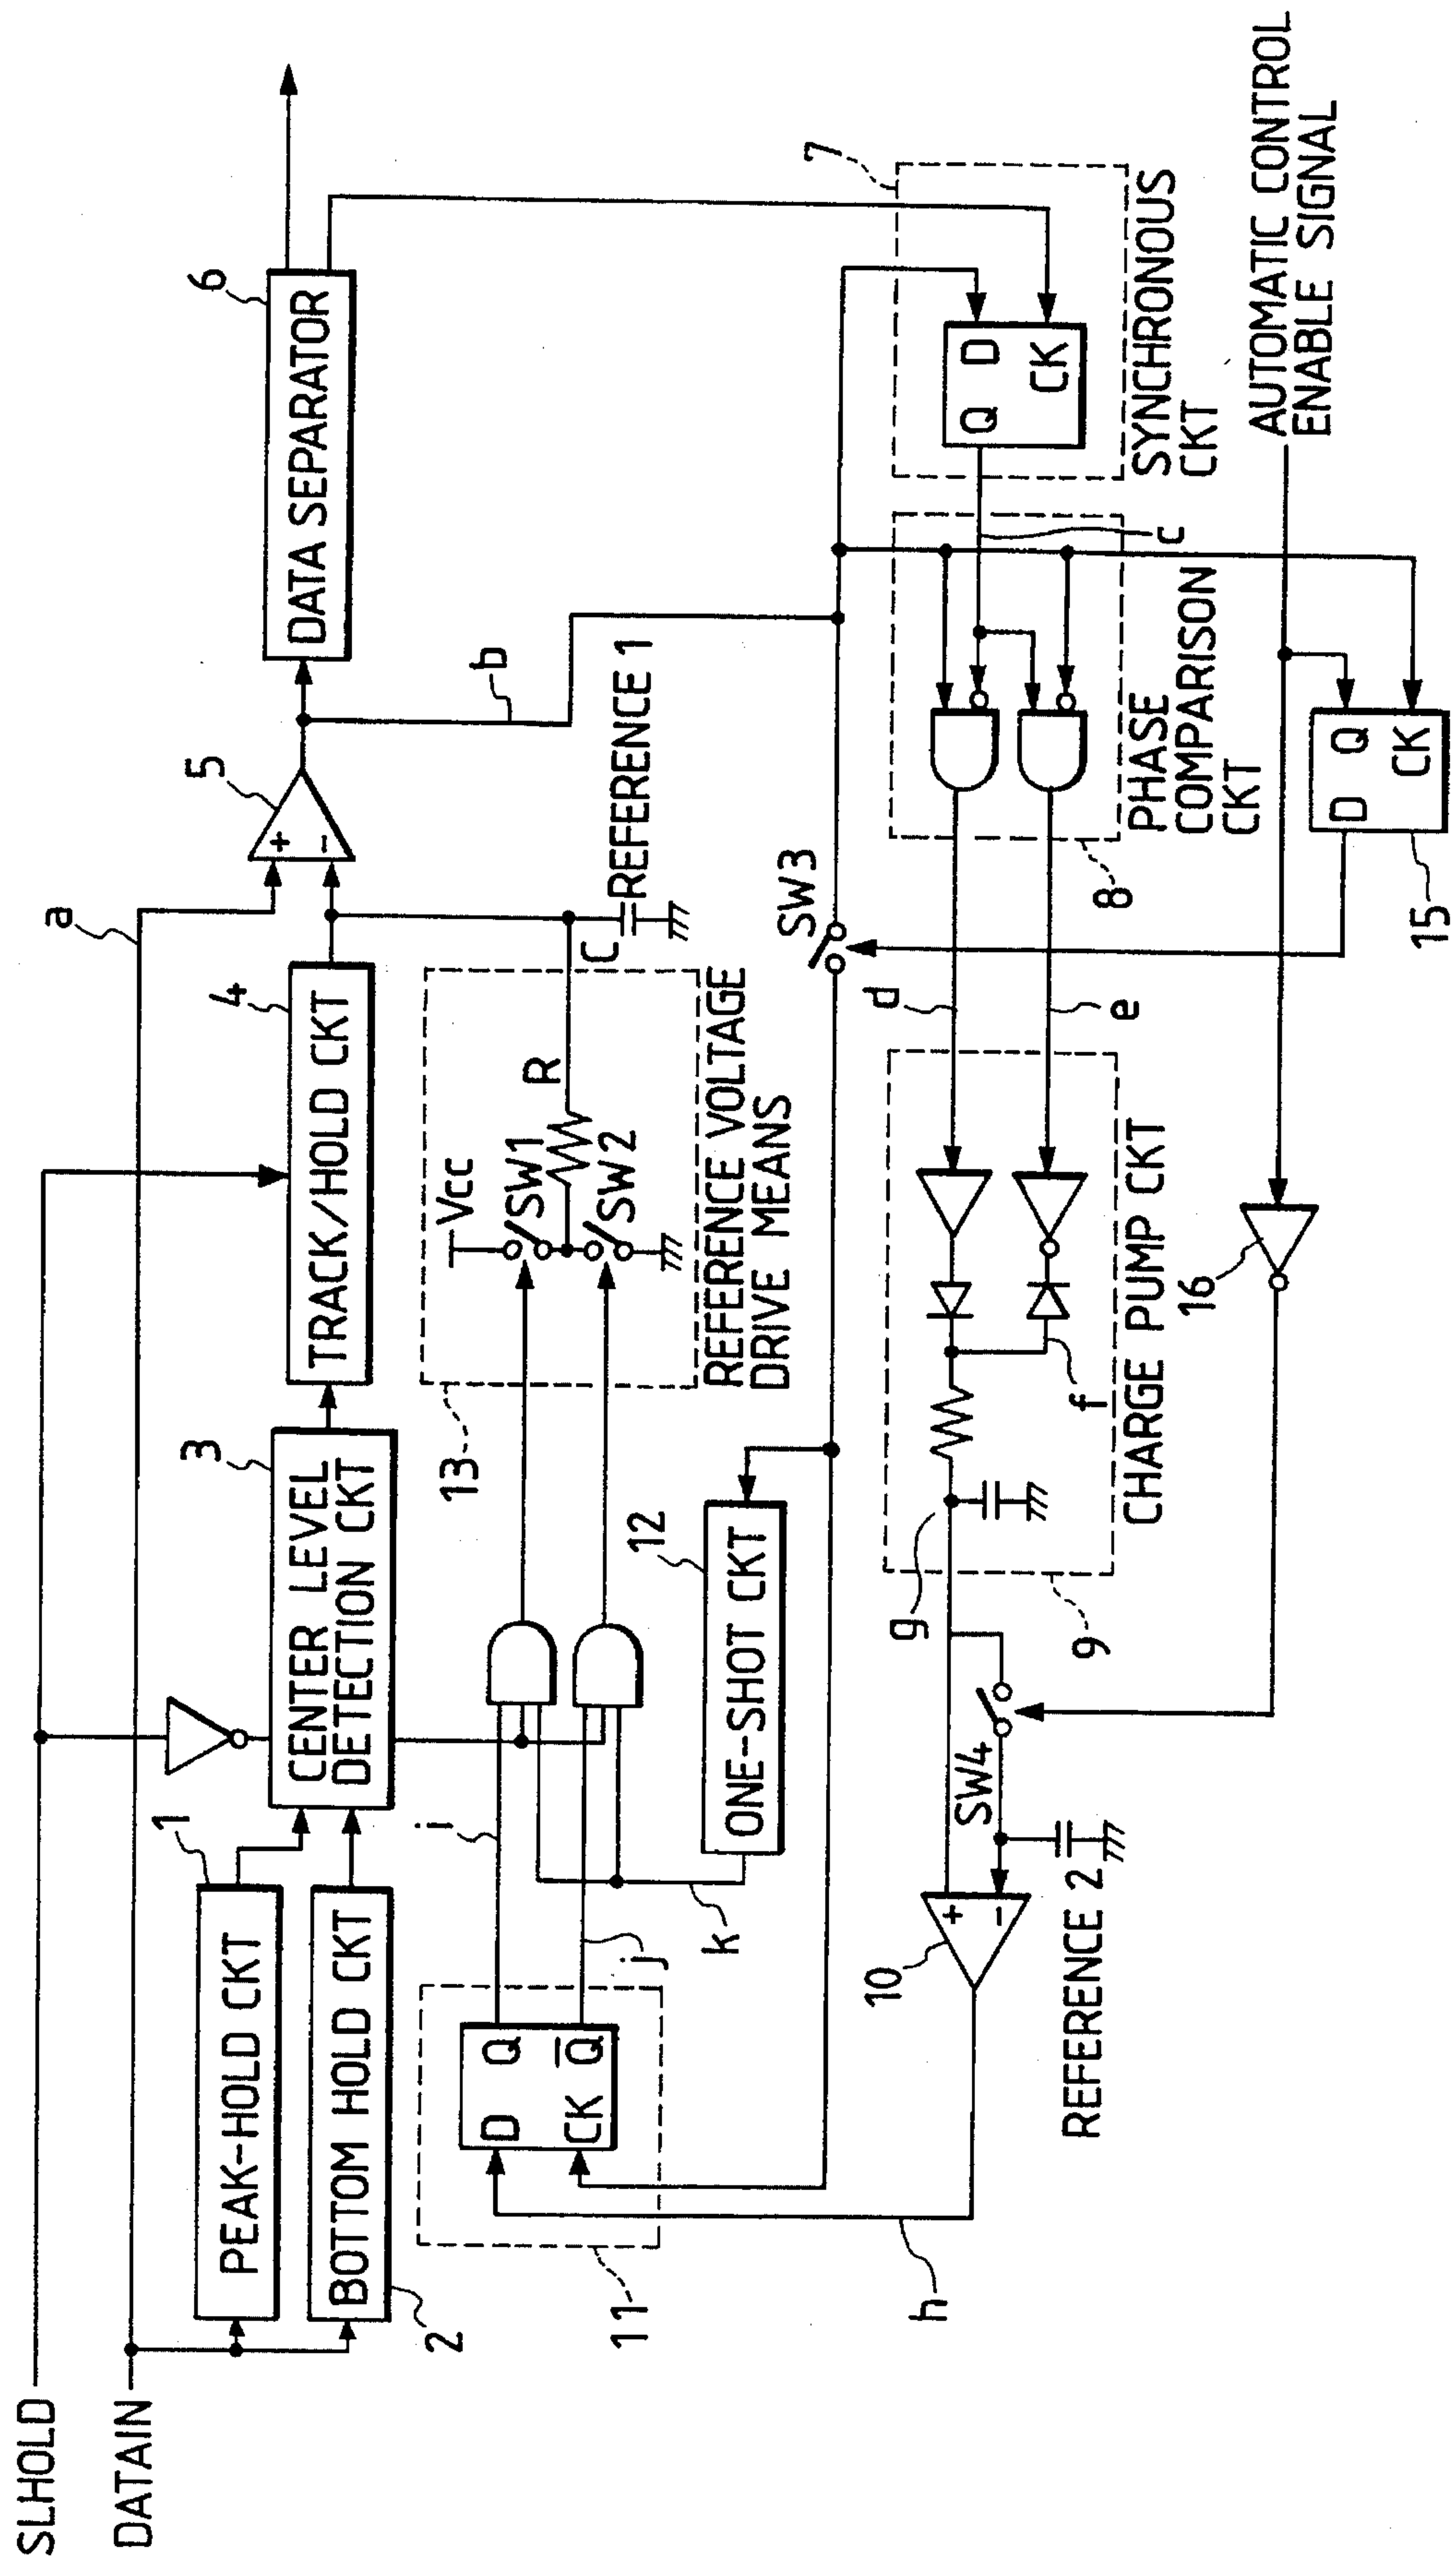 SLHOLD
DATAIN
a
1
PEAK-HOLD CKT
BOTTOM HOLD CKT
2
3
CENTER LEVEL
DETECTION CKT
4
TRACK/HOLD CKT
5
+
-
6
DATA SEPARATOR
b
REFERENCE 1
C
R
Vcc
SW1
SW2
REFERENCE VOLTAGE
DRIVE MEANS
13
i
j
k
D Q
CK Q̅
11
12
ONE-SHOT CKT
SW3
7
Q D
CK
SYNCHRONOUS
CKT
c
PHASE
COMPARISON
CKT
8
d
e
f
g
CHARGE PUMP CKT
9
SW4
10
+
-
REFERENCE 2
h
AUTOMATIC CONTROL
ENABLE SIGNAL
D Q
CK
15
16